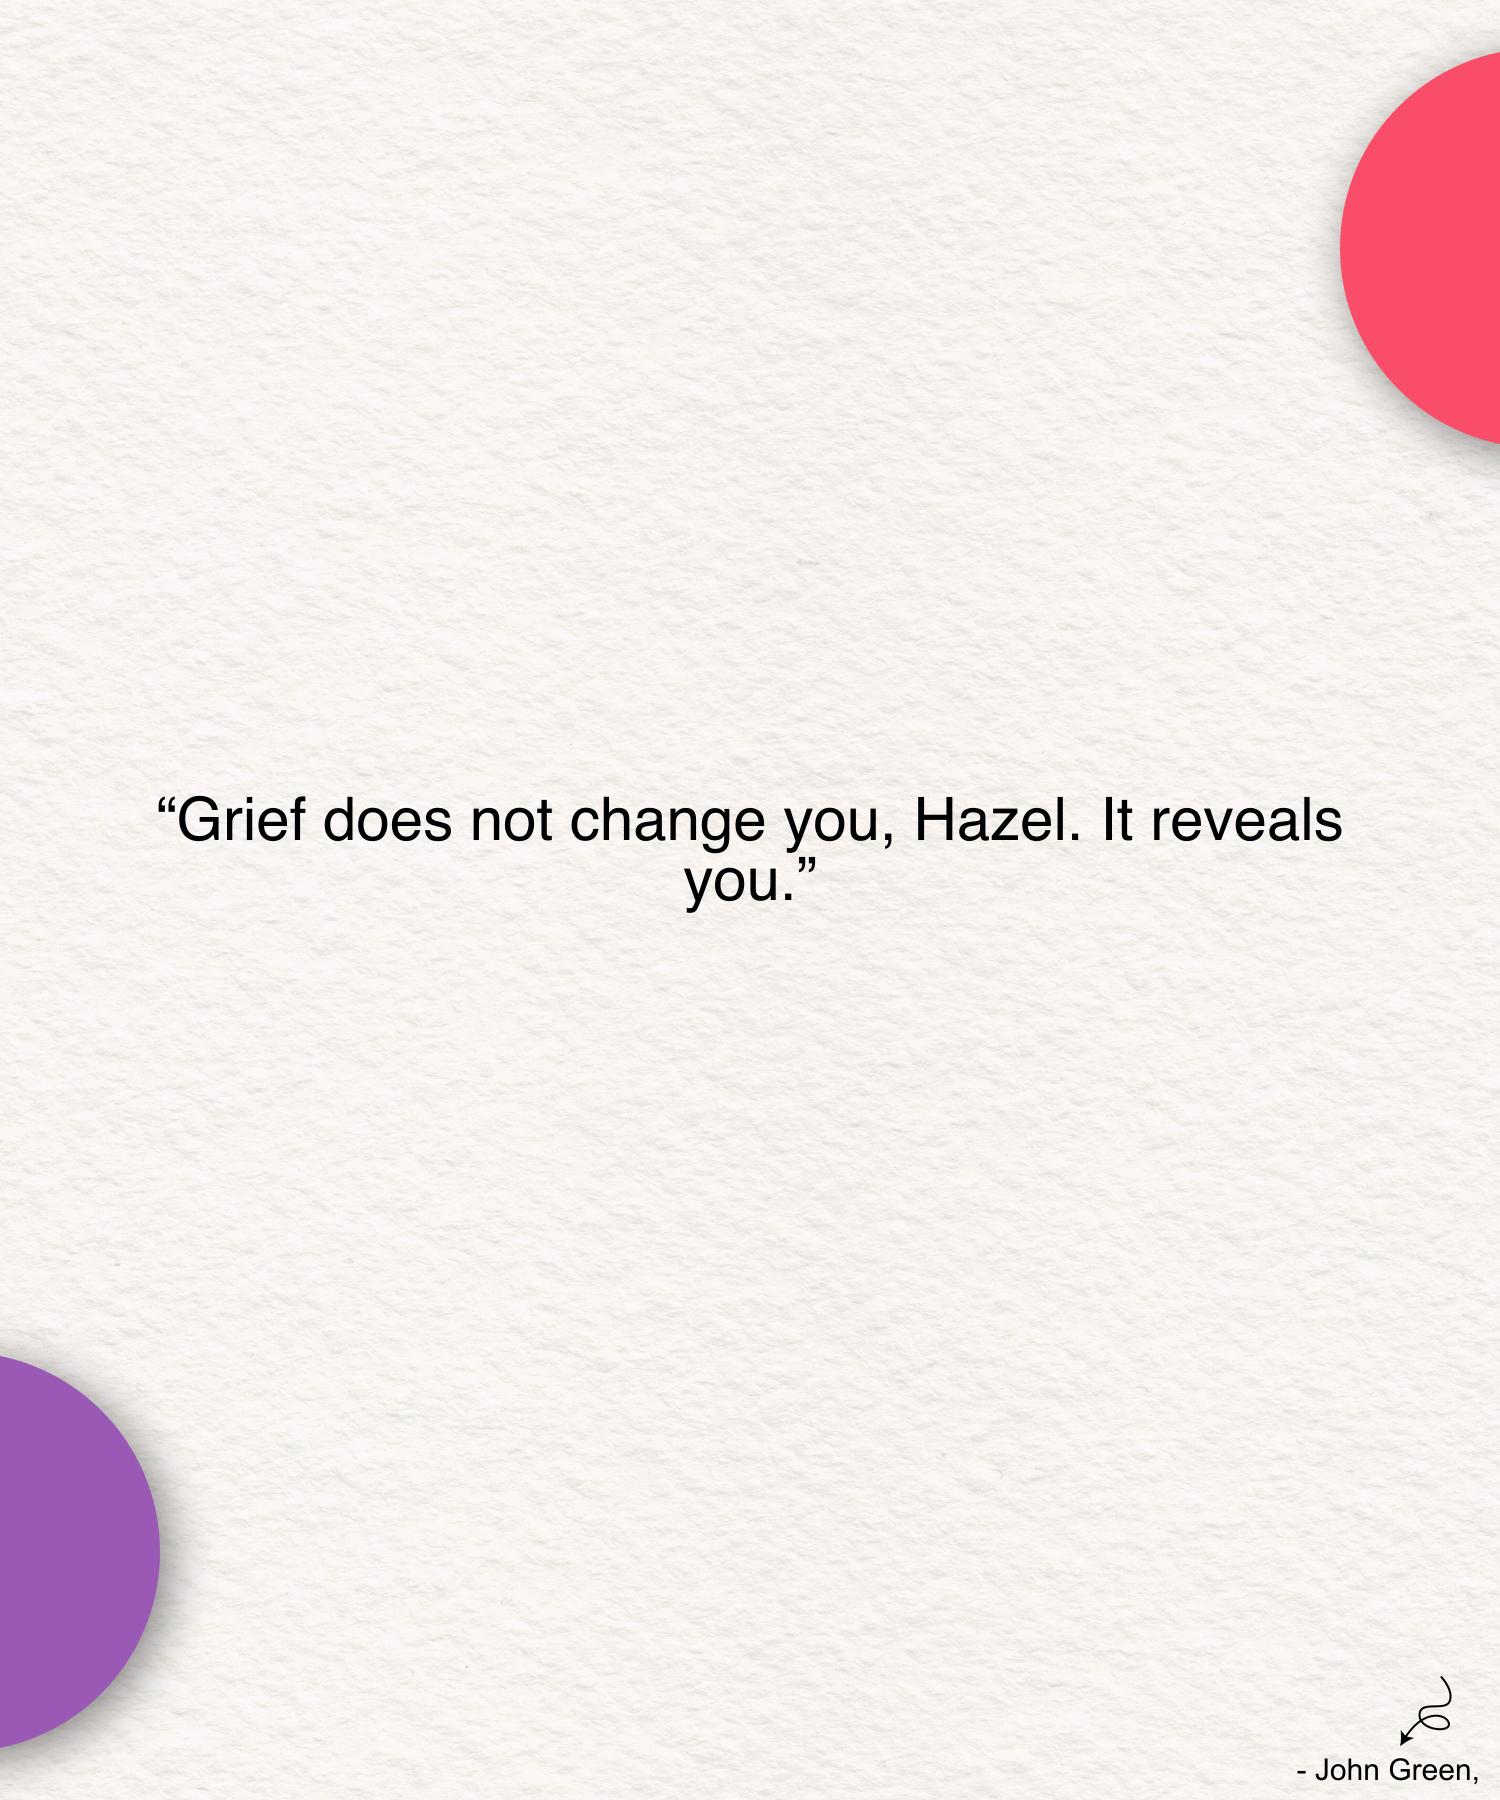 “Grief does not change you, Hazel. It reveals
you.”
- John Green,